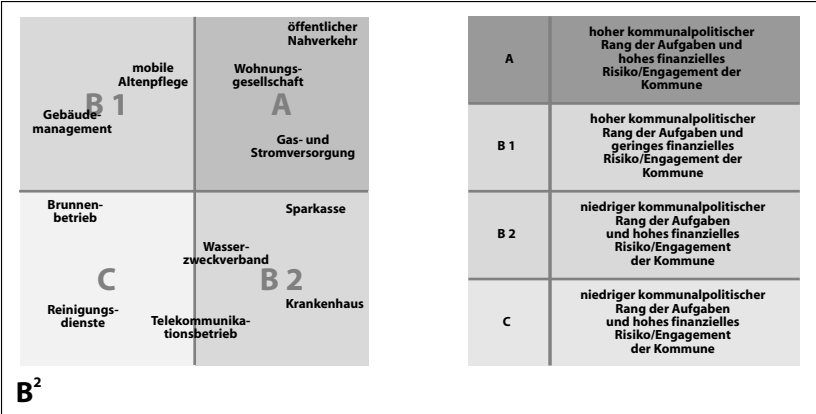 öffentlicher
Nahverkehr
mobile
Altenpflege
Wohnungs-
gesellschaft
B 1
A
Gebäude-
management
Gas- und
Stromversorgung
Brunnen-
betrieb
Sparkasse
Wasser-
zweckverband
C
B 2
Krankenhaus
Reinigungs-
dienste
Telekommunika-
tionsbetrieb
B²
A
hoher kommunalpolitischer
Rang der Aufgaben und
hohes finanzielles
Risiko/Engagement der
Kommune
B 1
hoher kommunalpolitischer
Rang der Aufgaben und
geringes finanzielles
Risiko/Engagement der
Kommune
B 2
niedriger kommunalpolitischer
Rang der Aufgaben
und hohes finanzielles
Risiko/Engagement
der Kommune
C
niedriger kommunalpolitischer
Rang der Aufgaben
und hohes finanzielles
Risiko/Engagement
der Kommune